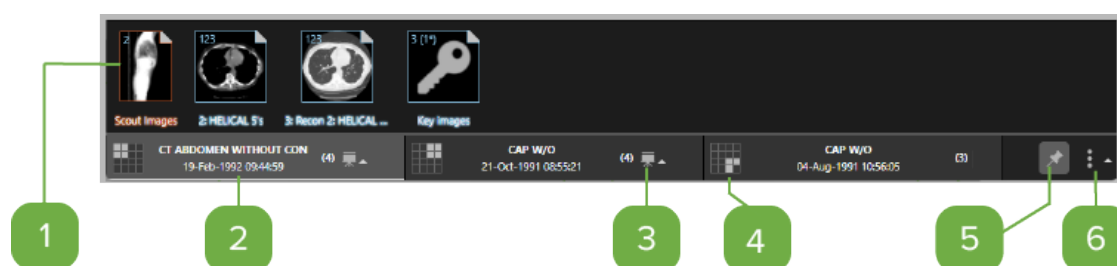 2 123 123 3 (1*)
Scout Images 2: HELICAL 5's 3: Recon 2: HELICAL ... Key images
CT ABDOMEN WITHOUT CON (4) CAP W/O (4) CAP W/O (3)
19-Feb-1992 09:44:59 21-Oct-1991 08:55:21 04-Aug-1991 10:56:05
1 2 3 4 5 6